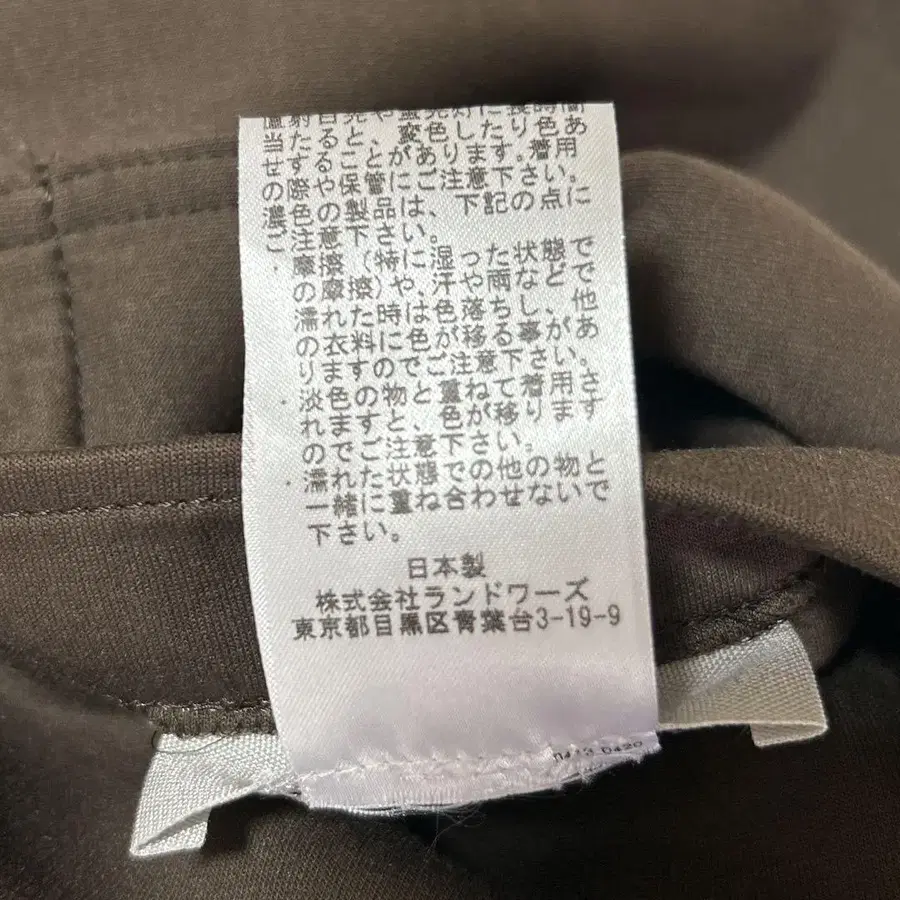 当たると、変色したり色あ
せすることがあります。着用
の際や保管にご注意下さい。
濃色の製品は、下記の点に
ご注意下さい。
・摩擦(特に湿った状態で
の摩擦)や、汗や雨などで
濡れた時は色落ちし、他
の衣料に色が移る事があ
りますのでご注意下さい。
・淡色の物と重ねて着用さ
れますと、色が移ります
のでご注意下さい。
・濡れた状態での他の物と
一緒に重ね合わせないで
下さい。
日本製
株式会社ランドワーズ
東京都目黒区青葉台3-19-9
0420